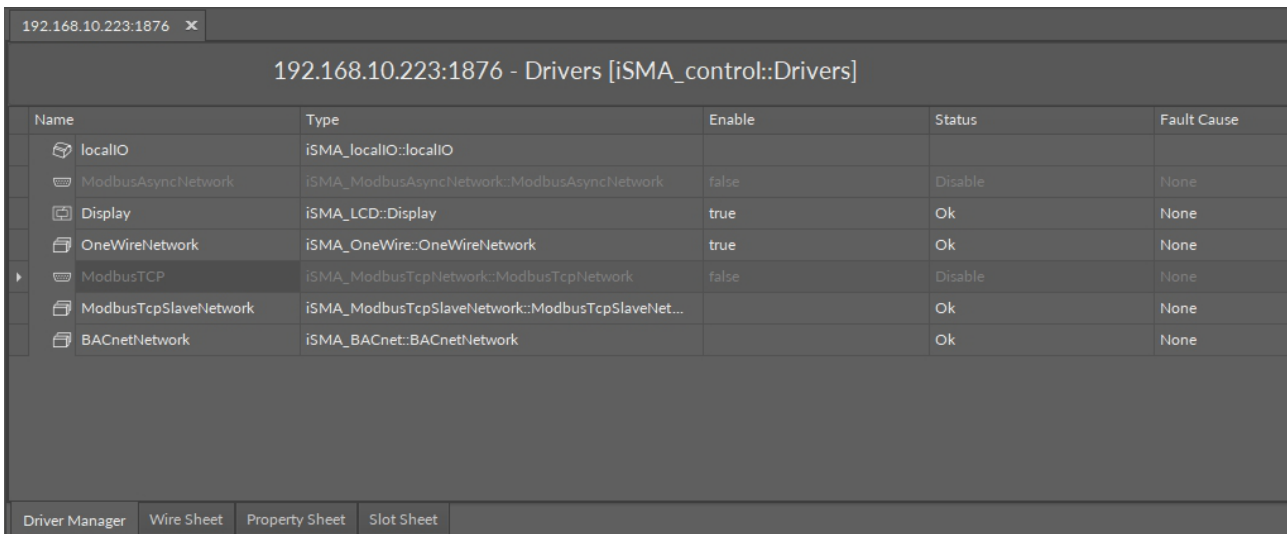 192.168.10.223:1876 ×
192.168.10.223:1876 - Drivers [iSMA_control::Drivers]
Name Type Enable Status Fault Cause
localIO iSMA_localIO::localIO
ModbusAsyncNetwork iSMA_ModbusAsyncNetwork::ModbusAsyncNetwork false Disable None
Display iSMA_LCD::Display true Ok None
OneWireNetwork iSMA_OneWire::OneWireNetwork true Ok None
ModbusTCP iSMA_ModbusTcpNetwork::ModbusTcpNetwork false Disable None
ModbusTcpSlaveNetwork iSMA_ModbusTcpSlaveNetwork::ModbusTcpSlaveNet... Ok None
BACnetNetwork iSMA_BACnet::BACnetNetwork Ok None
Driver Manager Wire Sheet Property Sheet Slot Sheet